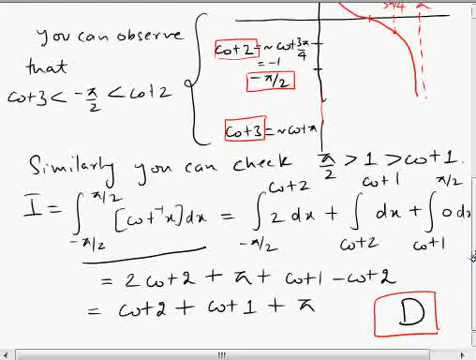 3π/4 π
you can observe
that
cot3 < -π/2 < cot2
cot2 = ~ cot 3π/4
= -1
-π/2
cot3 = ~ cot π
Similarly you can check π/2 > 1 > cot1.
I = ∫_{-π/2}^{π/2} [cot⁻¹x] dx = ∫_{-π/2}^{cot2} 2 dx + ∫_{cot2}^{cot1} dx + ∫_{cot1}^{π/2} 0 dx
= 2 cot2 + π + cot1 - cot2
= cot2 + cot1 + π
D